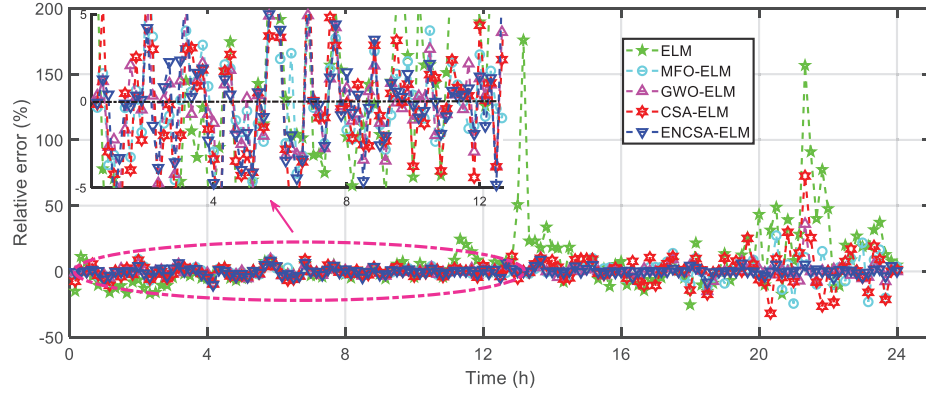 200
150
100
50
0
-50
Relative error (%)
5
0
-5
4
8
12
ELM
MFO-ELM
GWO-ELM
CSA-ELM
ENCSA-ELM
0
4
8
12
16
20
24
Time (h)